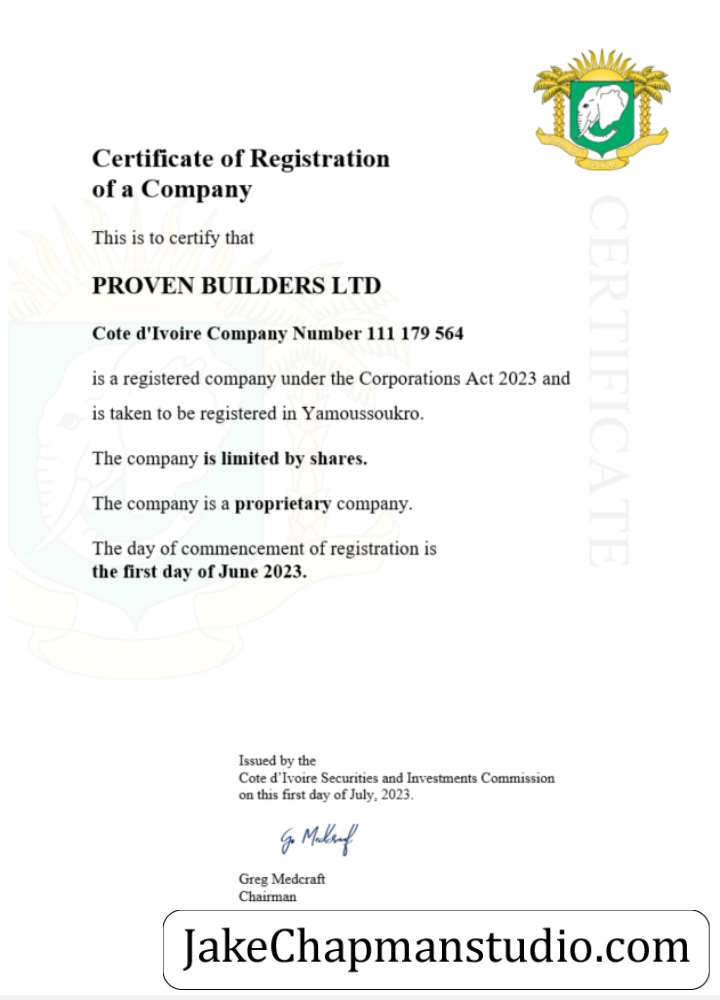 Certificate of Registration
of a Company
This is to certify that
PROVEN BUILDERS LTD
Cote d'Ivoire Company Number 111 179 564
is a registered company under the Corporations Act 2023 and
is taken to be registered in Yamoussoukro.
The company is limited by shares.
The company is a proprietary company.
The day of commencement of registration is
the first day of June 2023.
CERTIFICATE
Issued by the
Cote d'Ivoire Securities and Investments Commission
on this first day of July, 2023.
G. Medcraft
Greg Medcraft
Chairman
JakeChapmanstudio.com